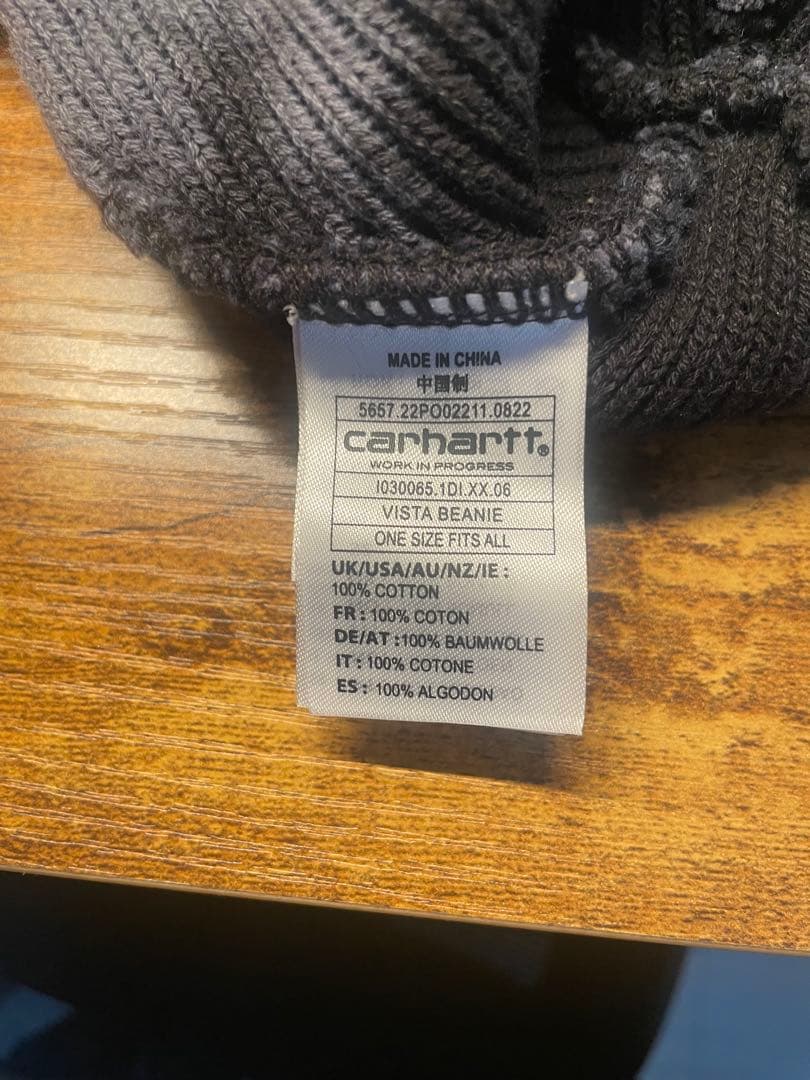 MADE IN CHINA
中国制
5657.22PO02211.0822
carhartt®
WORK IN PROGRESS
I030065.1DI.XX.06
VISTA BEANIE
ONE SIZE FITS ALL
UK/USA/AU/NZ/IE :
100% COTTON
FR : 100% COTON
DE/AT :100% BAUMWOLLE
IT : 100% COTONE
ES : 100% ALGODON